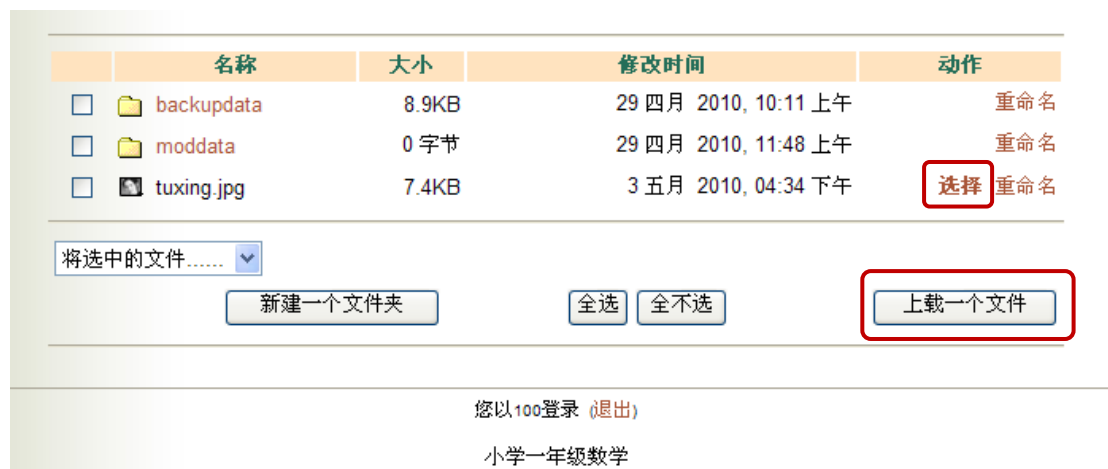 名称 大小 修改时间 动作
backupdata 8.9KB 29 四月 2010, 10:11 上午 重命名
moddata 0 字节 29 四月 2010, 11:48 上午 重命名
tuxing.jpg 7.4KB 3 五月 2010, 04:34 下午 选择 重命名
将选中的文件......
新建一个文件夹 全选 全不选 上载一个文件
您以100登录 (退出)
小学一年级数学